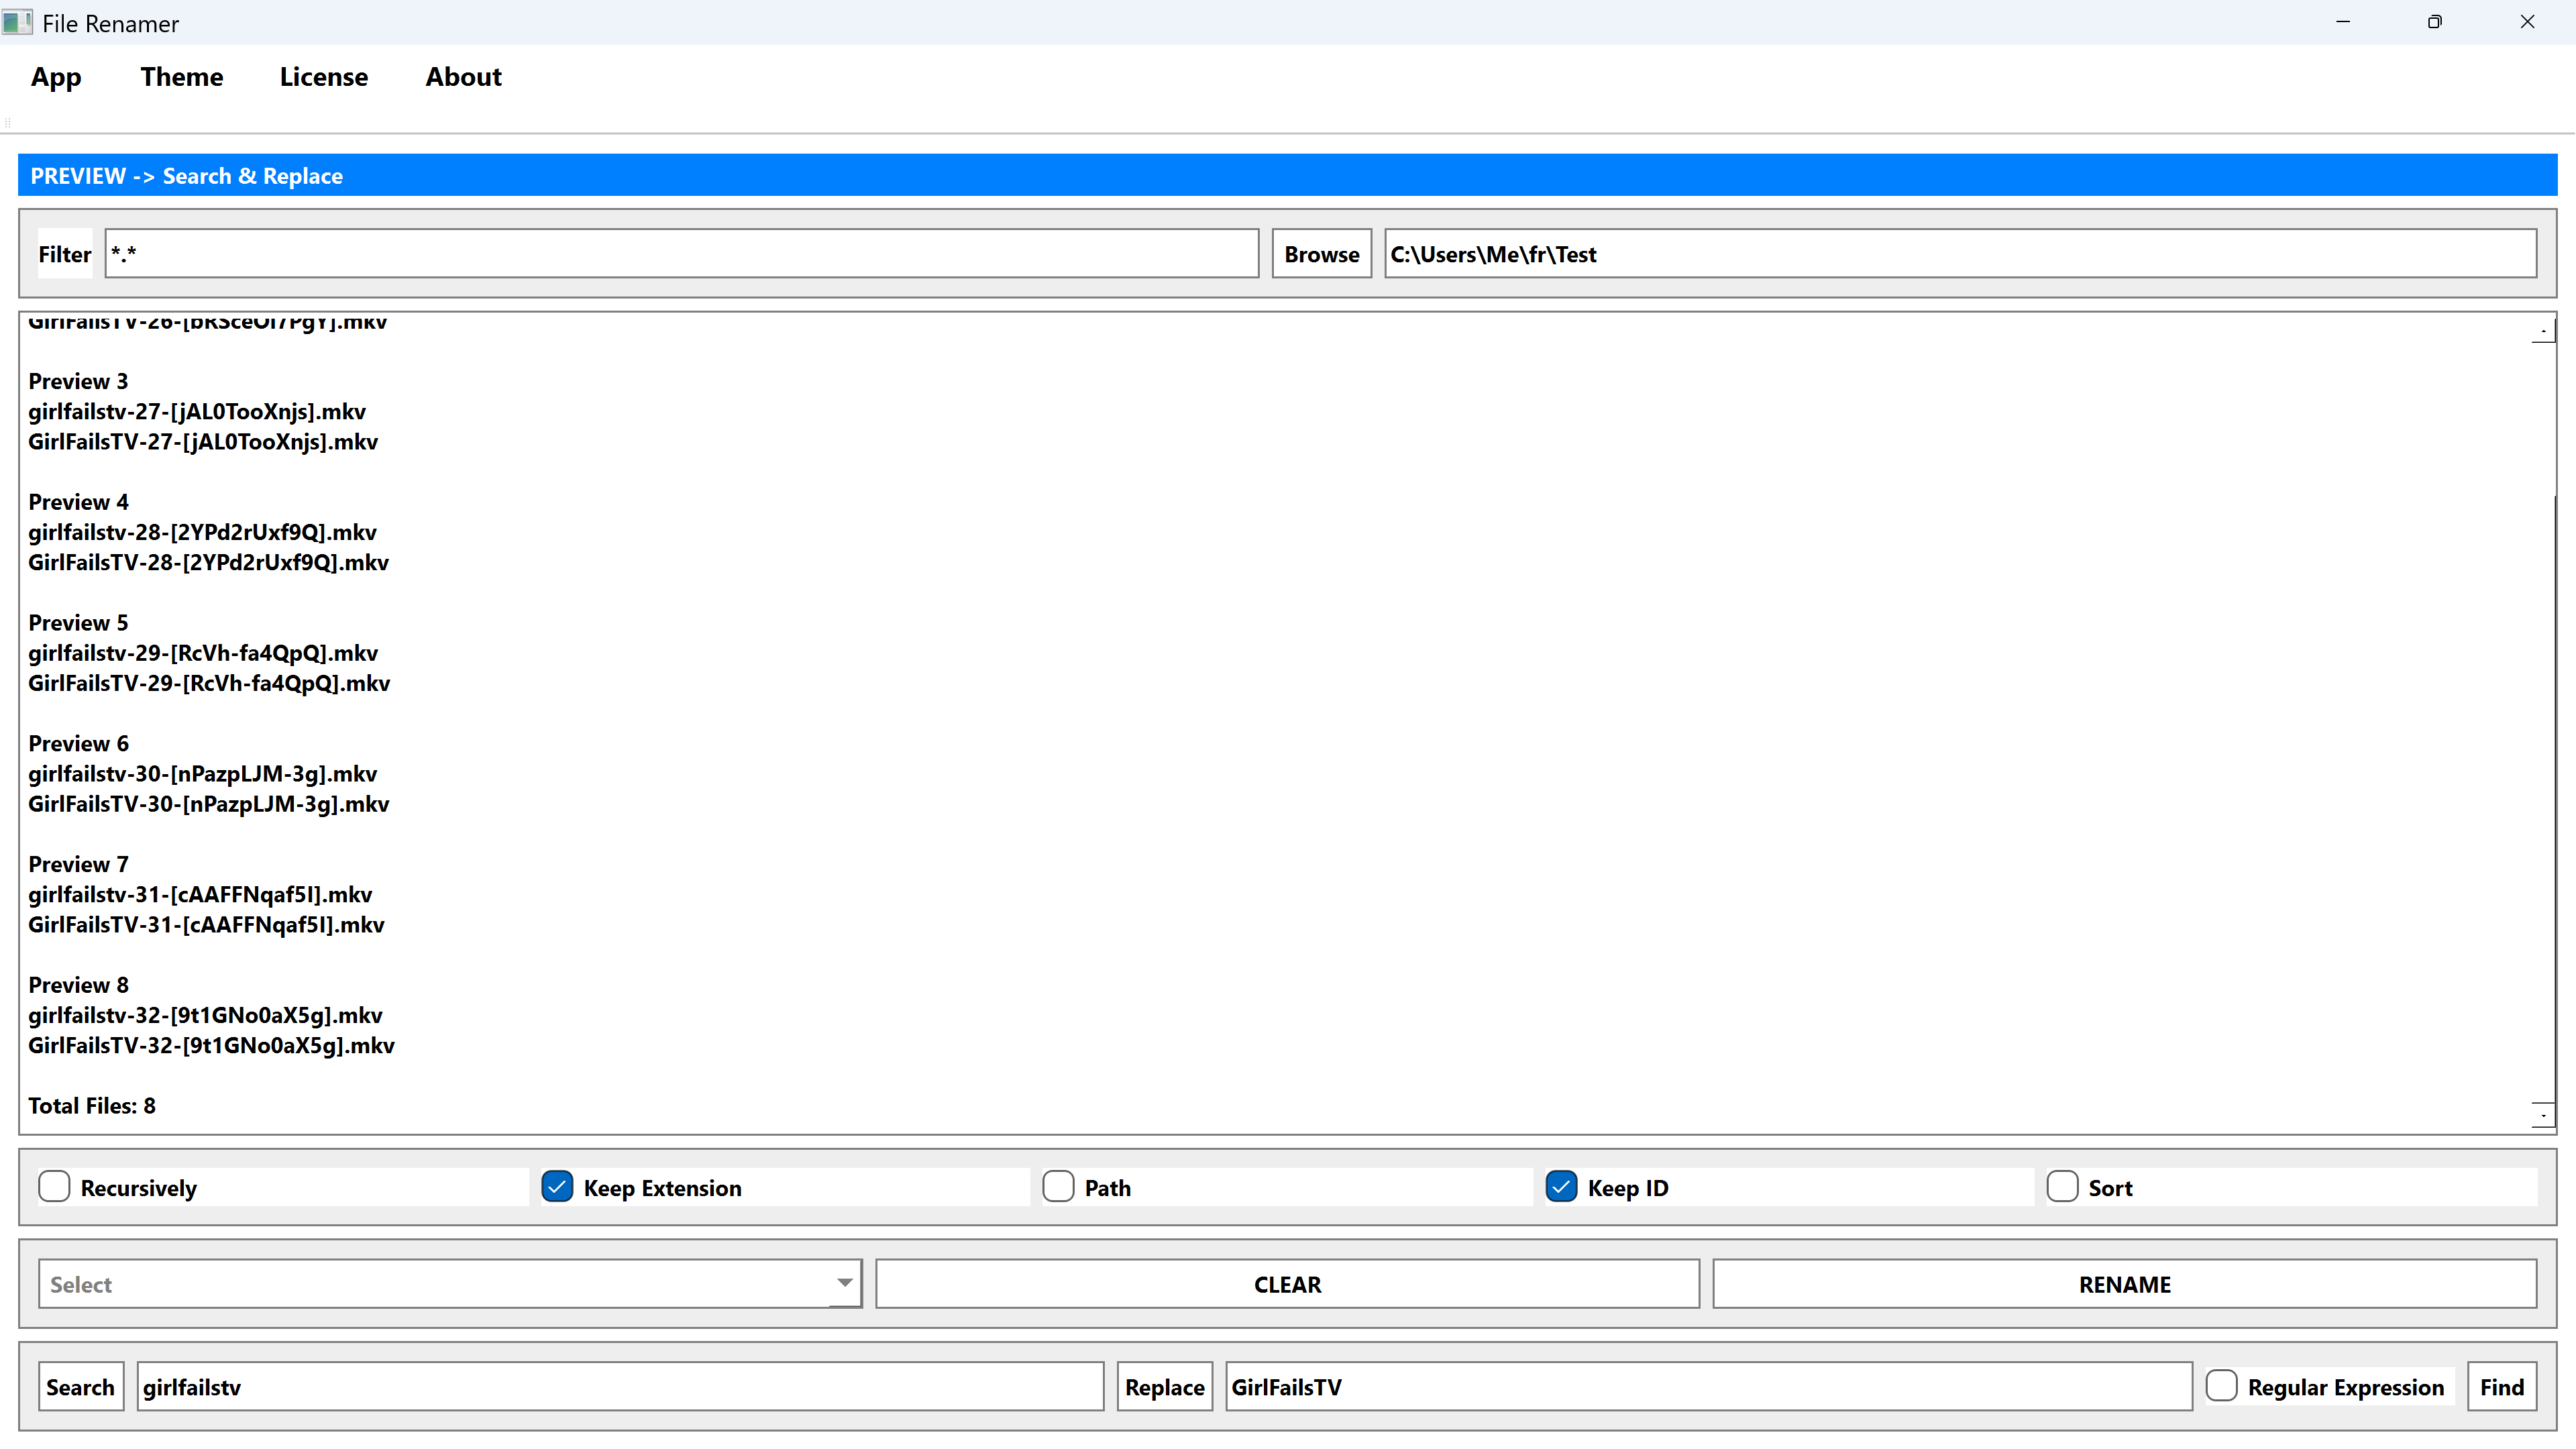 File Renamer
App Theme License About
PREVIEW -> Search & Replace
Filter *.* Browse C:\Users\Me\fr\Test
Preview 3
girlfailstv-27-[jAL0TooXnjs].mkv
GirlFailsTV-27-[jAL0TooXnjs].mkv
Preview 4
girlfailstv-28-[2YPd2rUxf9Q].mkv
GirlFailsTV-28-[2YPd2rUxf9Q].mkv
Preview 5
girlfailstv-29-[RcVh-fa4QpQ].mkv
GirlFailsTV-29-[RcVh-fa4QpQ].mkv
Preview 6
girlfailstv-30-[nPazpLJM-3g].mkv
GirlFailsTV-30-[nPazpLJM-3g].mkv
Preview 7
girlfailstv-31-[cAAFFNqaf5I].mkv
GirlFailsTV-31-[cAAFFNqaf5I].mkv
Preview 8
girlfailstv-32-[9t1GNo0aX5g].mkv
GirlFailsTV-32-[9t1GNo0aX5g].mkv
Total Files: 8
Recursively Keep Extension Path Keep ID Sort
Select CLEAR RENAME
Search girlfailstv Replace GirlFailsTV Regular Expression Find